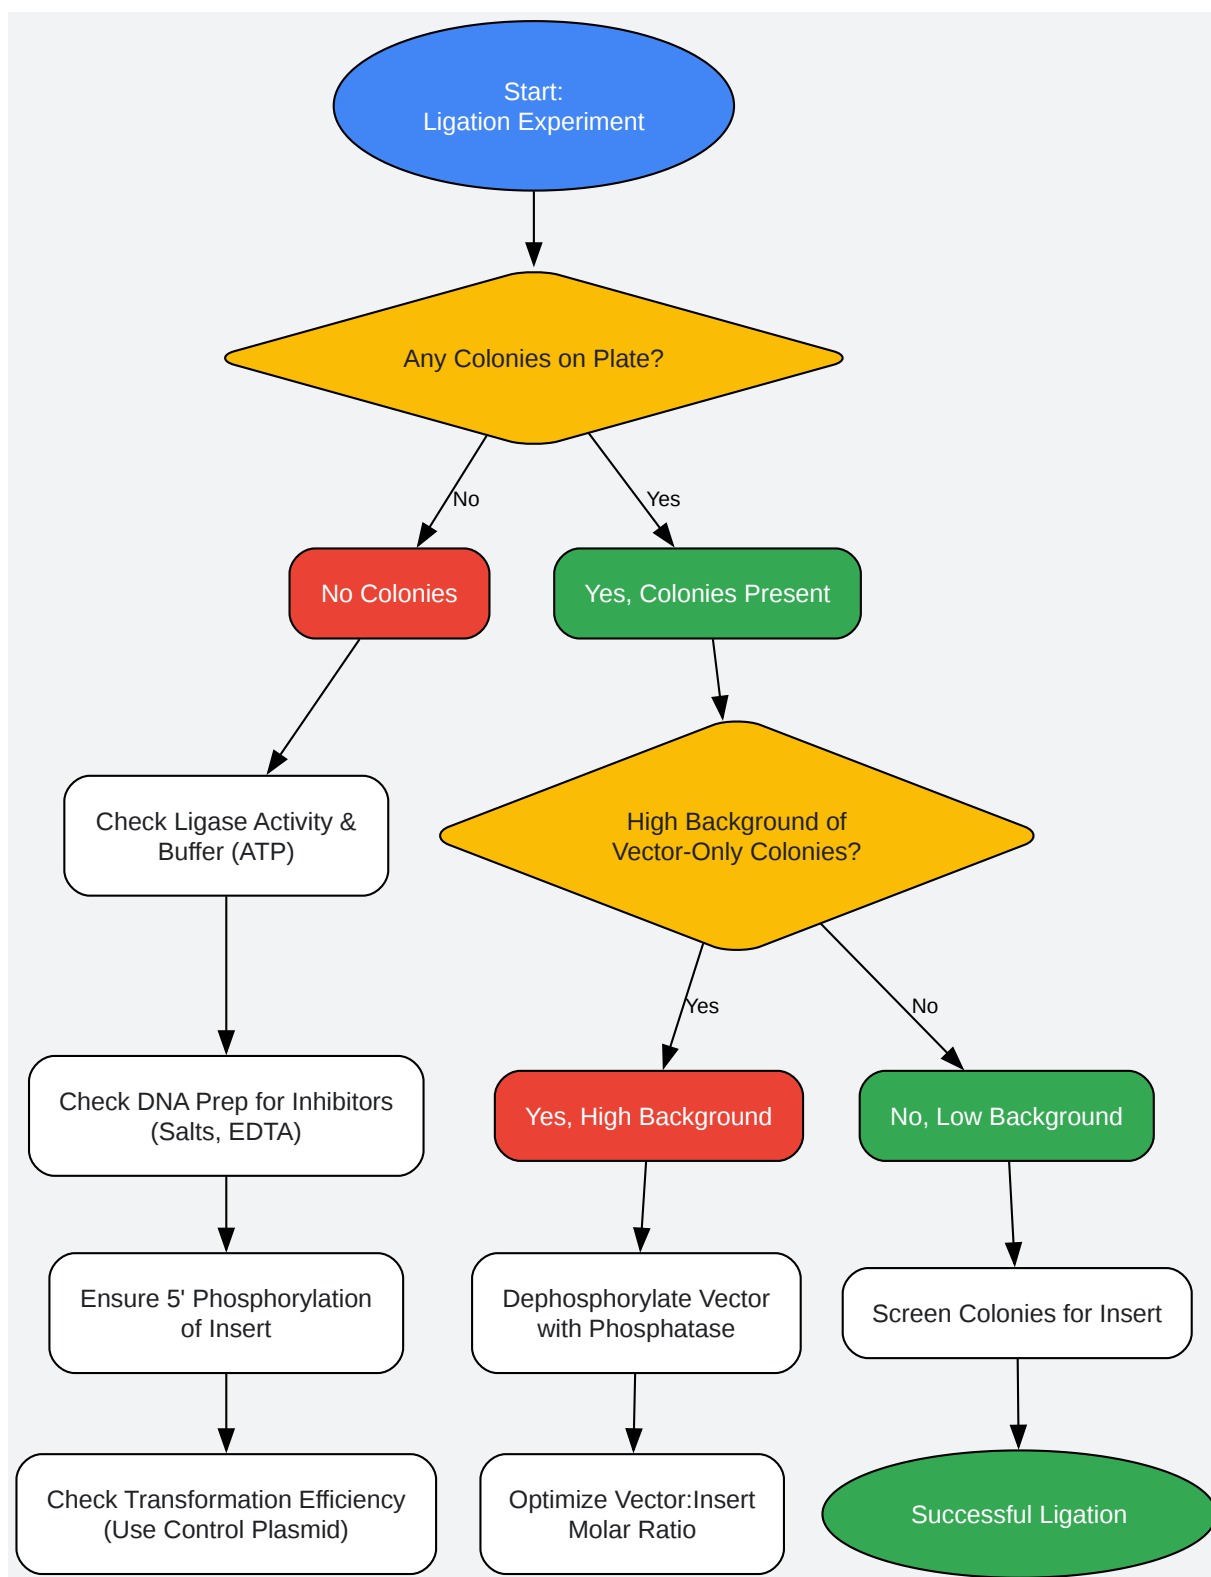 Start:
Ligation Experiment
Any Colonies on Plate?
No
Yes
No Colonies
Yes, Colonies Present
Check Ligase Activity &
Buffer (ATP)
High Background of
Vector-Only Colonies?
Yes
No
Check DNA Prep for Inhibitors
(Salts, EDTA)
Yes, High Background
No, Low Background
Ensure 5' Phosphorylation
of Insert
Dephosphorylate Vector
with Phosphatase
Screen Colonies for Insert
Check Transformation Efficiency
(Use Control Plasmid)
Optimize Vector:Insert
Molar Ratio
Successful Ligation